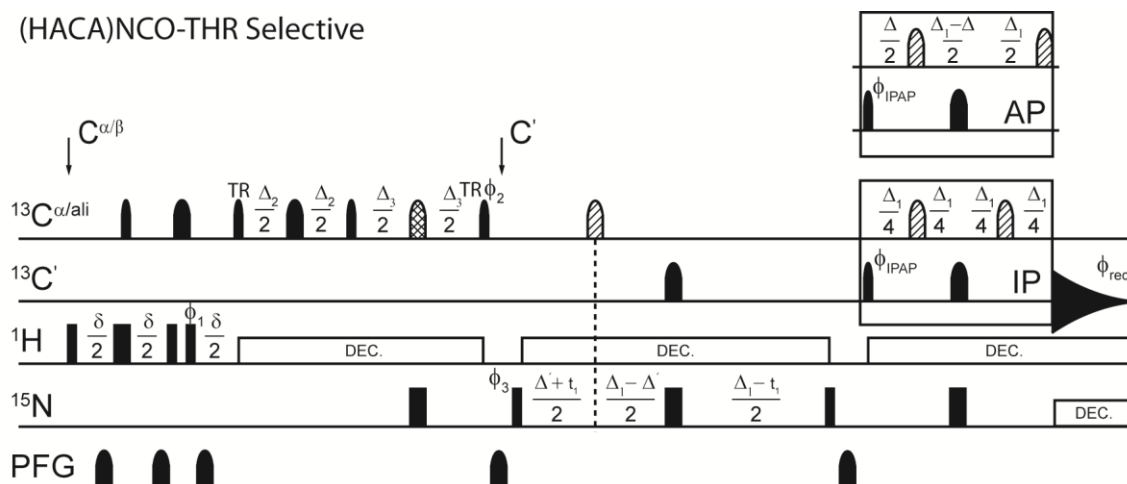 (HACA)NCO-THR Selective
Δ/2 Δ₁–Δ/2 Δ₁/2
ϕIPAP AP
Cα/β C'
¹³Cα/ali TR Δ₂/2 Δ₂/2 Δ₃/2 Δ₃/2 TR ϕ₂ Δ₁/4 Δ₁/4 Δ₁/4 Δ₁/4
¹³C' ϕIPAP IP ϕrec
¹H δ/2 δ/2 ϕ₁ δ/2 DEC. DEC. DEC.
¹⁵N ϕ₃ Δ'+t₁/2 Δ₁–Δ'/2 Δ₁–t₁/2 DEC.
PFG